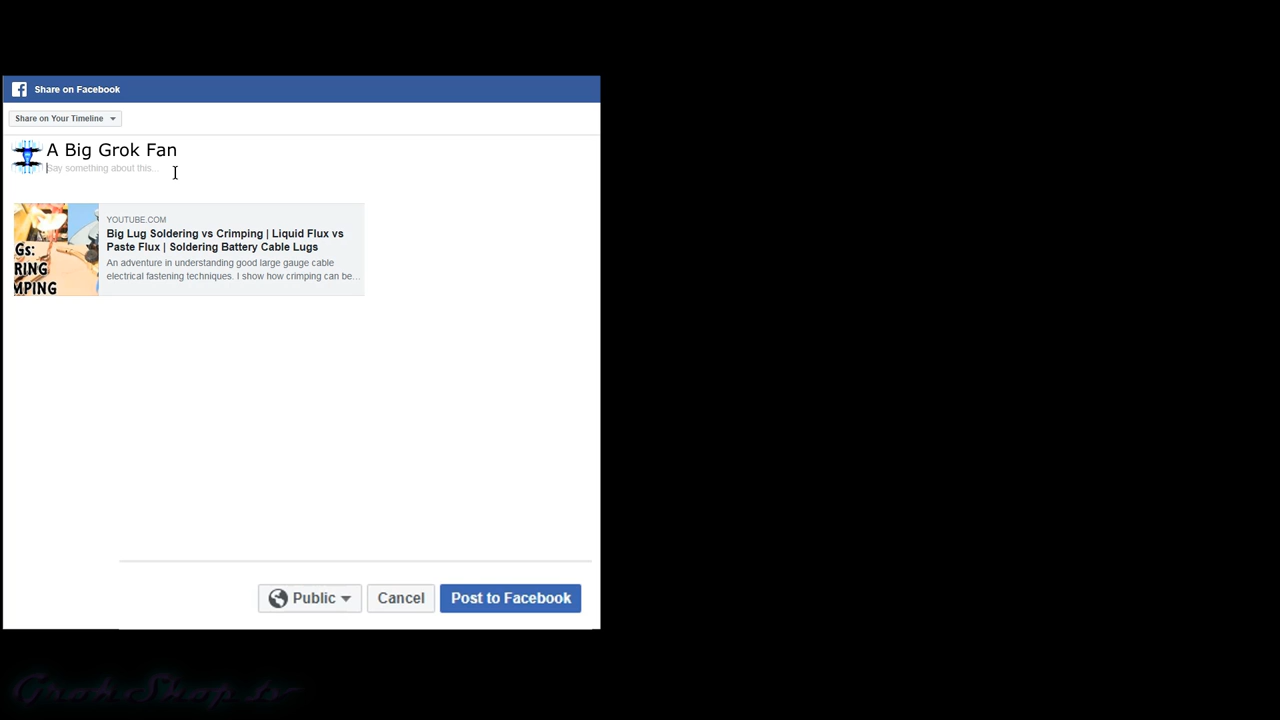 Share on Facebook
Share on Your Timeline
A Big Grok Fan
Say something about this...
YOUTUBE.COM
Big Lug Soldering vs Crimping | Liquid Flux vs
Paste Flux | Soldering Battery Cable Lugs
An adventure in understanding good large gauge cable
electrical fastening techniques. I show how crimping can be...
GS:
RING
MPING
Public
Cancel
Post to Facebook
GrokShop.tv